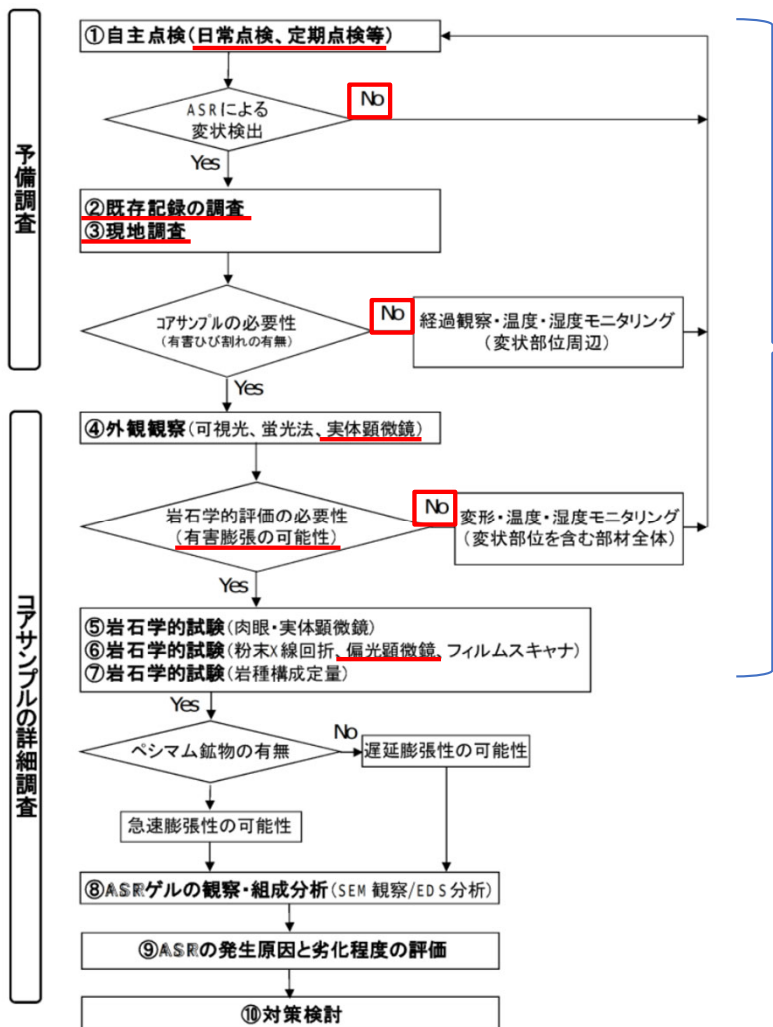 予備調査
①自主点検(日常点検、定期点検等)
ASRによる
変状検出
No
Yes
②既存記録の調査
③現地調査
コアサンプルの必要性
(有害ひび割れの有無)
No
経過観察・温度・湿度モニタリング
(変状部位周辺)
Yes
コアサンプルの詳細調査
④外観観察(可視光、蛍光法、実体顕微鏡)
岩石学的評価の必要性
(有害膨張の可能性)
No
変形・温度・湿度モニタリング
(変状部位を含む部材全体)
Yes
⑤岩石学的試験(肉眼・実体顕微鏡)
⑥岩石学的試験(粉末X線回折、偏光顕微鏡、フィルムスキャナ)
⑦岩石学的試験(岩種構成定量)
Yes
ペシマム鉱物の有無
No
遅延膨張性の可能性
急速膨張性の可能性
⑧ASRゲルの観察・組成分析(SEM観察/EDS分析)
⑨ASRの発生原因と劣化程度の評価
⑩対策検討